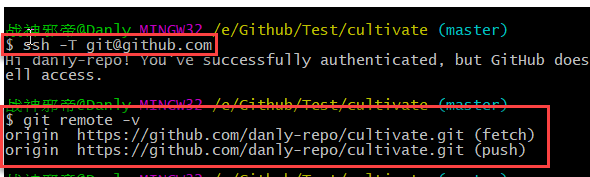 战神邪帝@Danly MINGW32 /e/Github/Test/cultivate (master)
$ ssh -T git@github.com
Hi danly-repo! You've successfully authenticated, but GitHub does
ell access.
战神邪帝@Danly MINGW32 /e/Github/Test/cultivate (master)
$ git remote -v
origin  https://github.com/danly-repo/cultivate.git (fetch)
origin  https://github.com/danly-repo/cultivate.git (push)